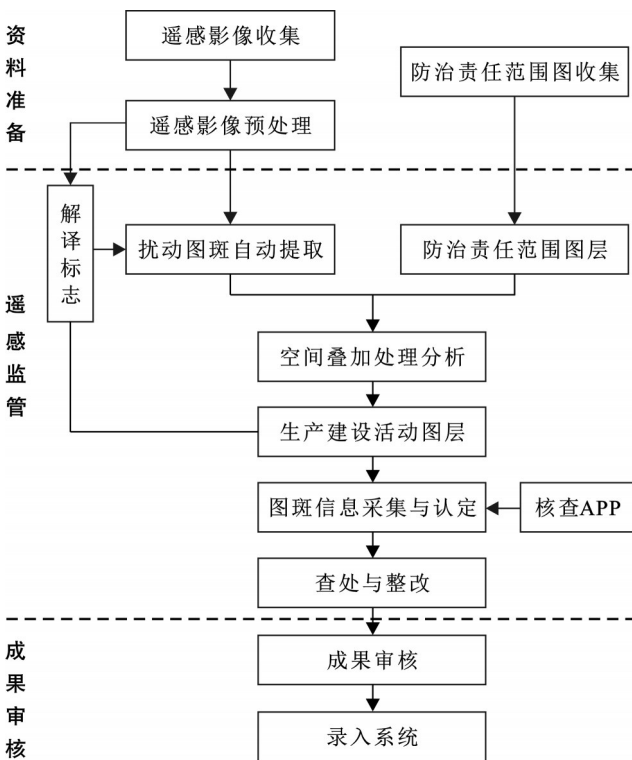 资料准备
遥感影像收集
防治责任范围图收集
遥感影像预处理
遥感监管
解译标志
扰动图斑自动提取
防治责任范围图层
空间叠加处理分析
生产建设活动图层
图斑信息采集与认定
核查APP
查处与整改
成果审核
成果审核
录入系统